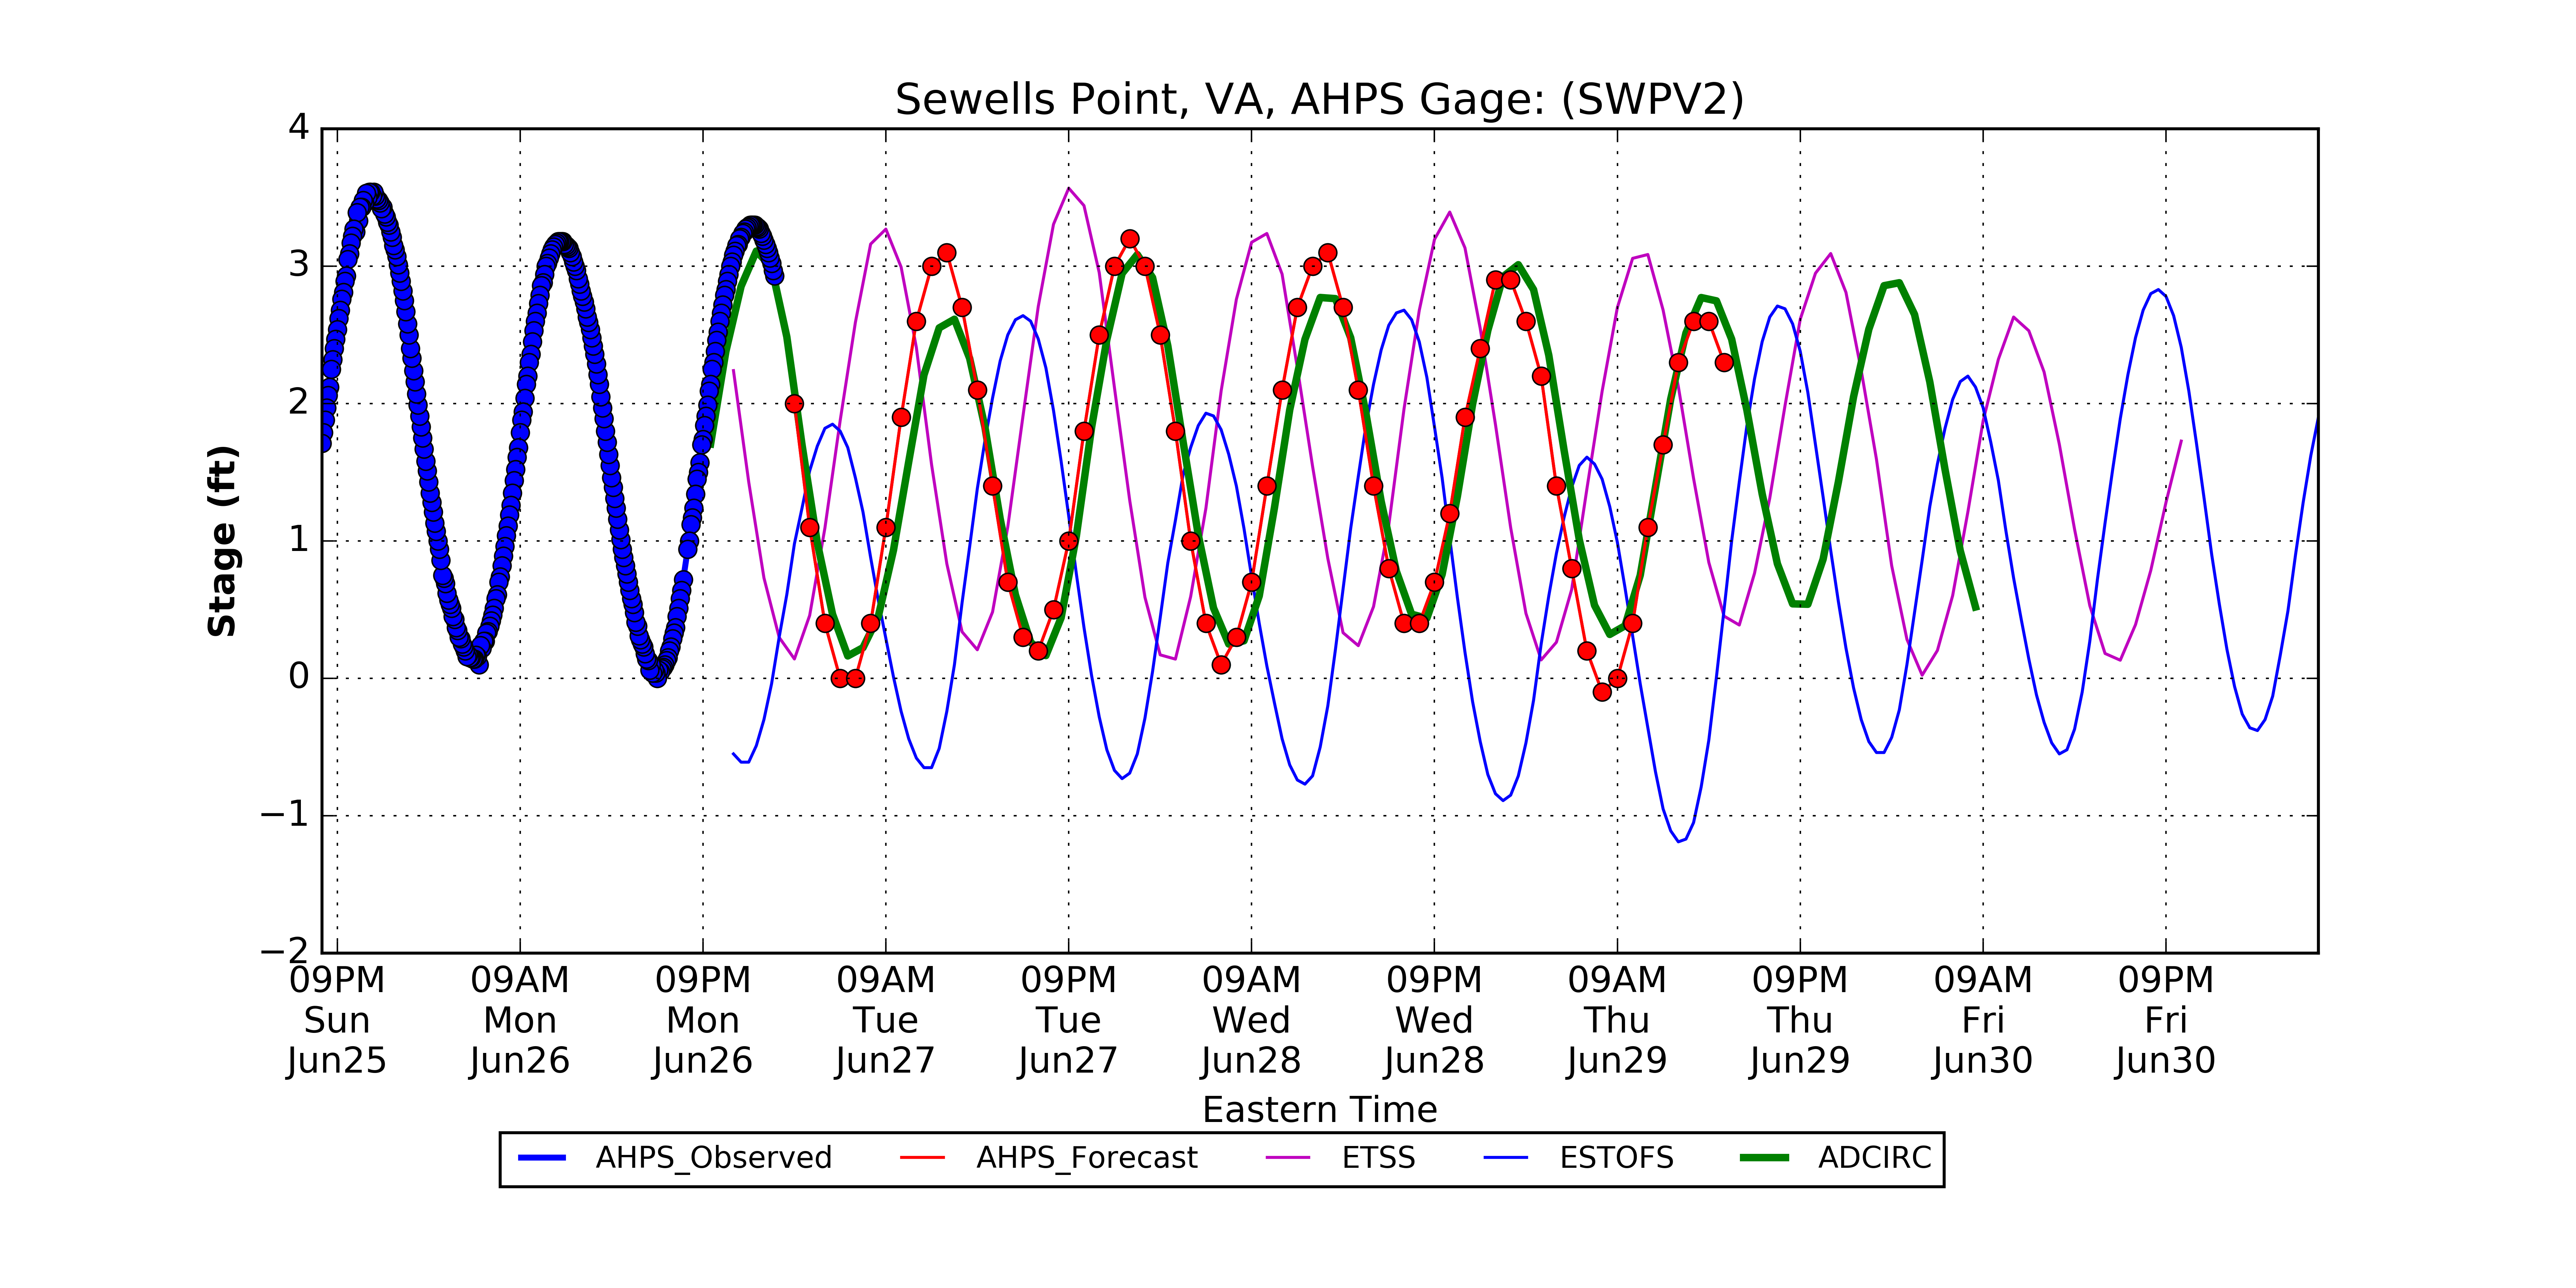 Sewells Point, VA, AHPS Gage: (SWPV2)
4
3
2
1
0
−1
−2
Stage (ft)
09PM 09AM 09PM 09AM 09PM 09AM 09PM 09AM 09PM 09AM 09PM
Sun Mon Mon Tue Tue Wed Wed Thu Thu Fri Fri
Jun25 Jun26 Jun26 Jun27 Jun27 Jun28 Jun28 Jun29 Jun29 Jun30 Jun30
Eastern Time
AHPS_Observed AHPS_Forecast ETSS ESTOFS ADCIRC